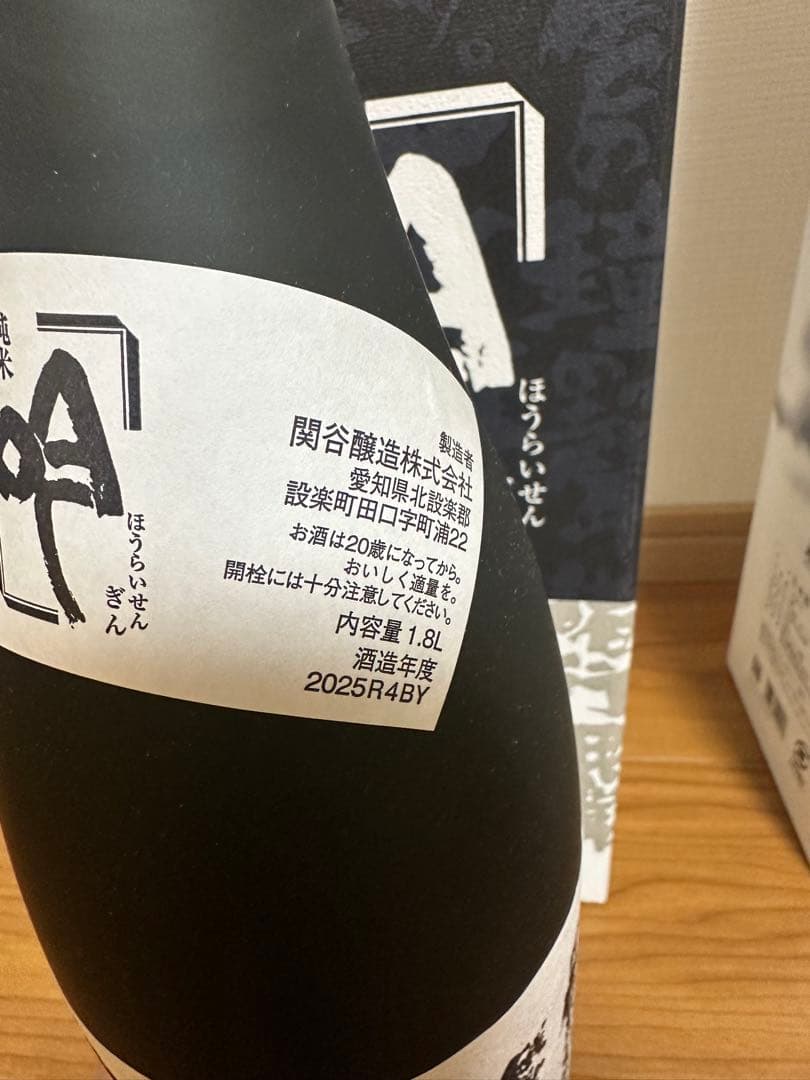 純米
吟
ほうらいせん
ぎん
製造者
関谷醸造株式会社
愛知県北設楽郡
設楽町田口字町浦22
お酒は20歳になってから。
おいしく適量を。
開栓には十分注意してください。
内容量 1.8L
酒造年度
2025R4BY
ほうらいせん